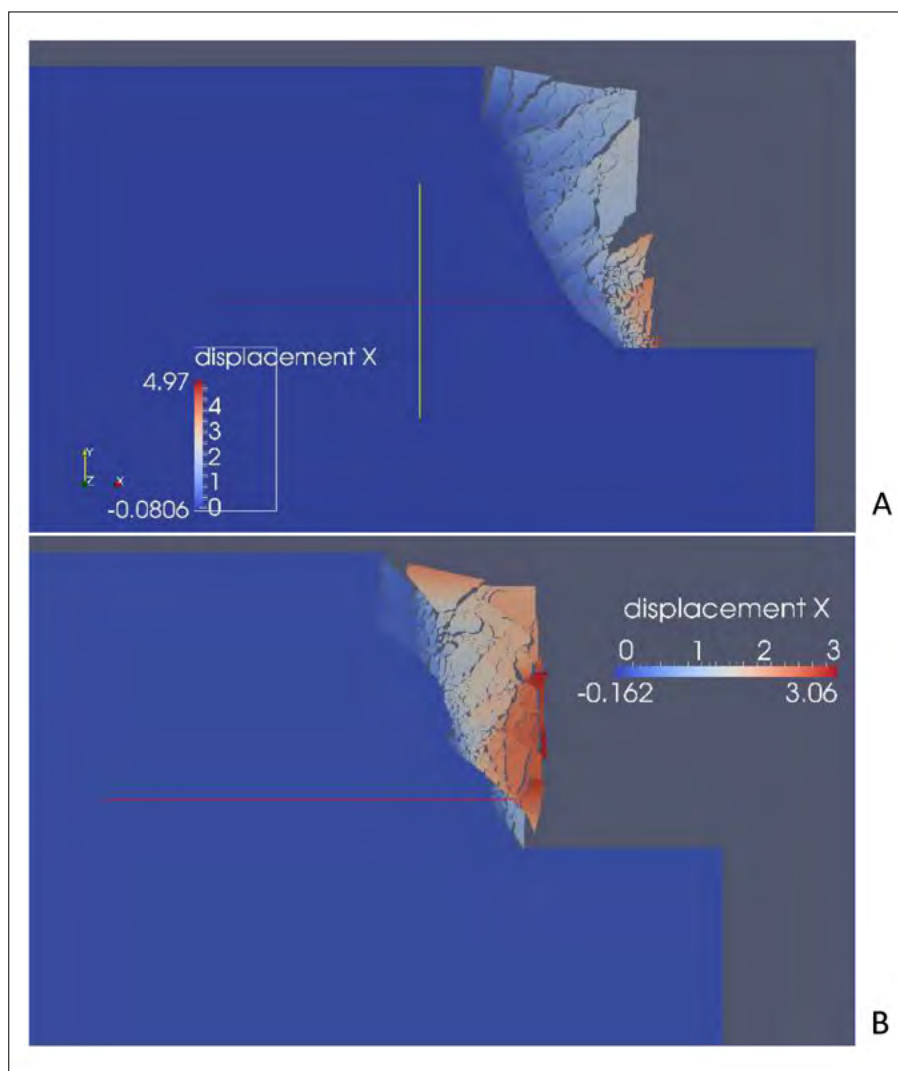 displacement X
4.97
4
3
2
1
0
-0.0806
Y
Z
X
A
displacement X
0 1 2 3
-0.162 3.06
B